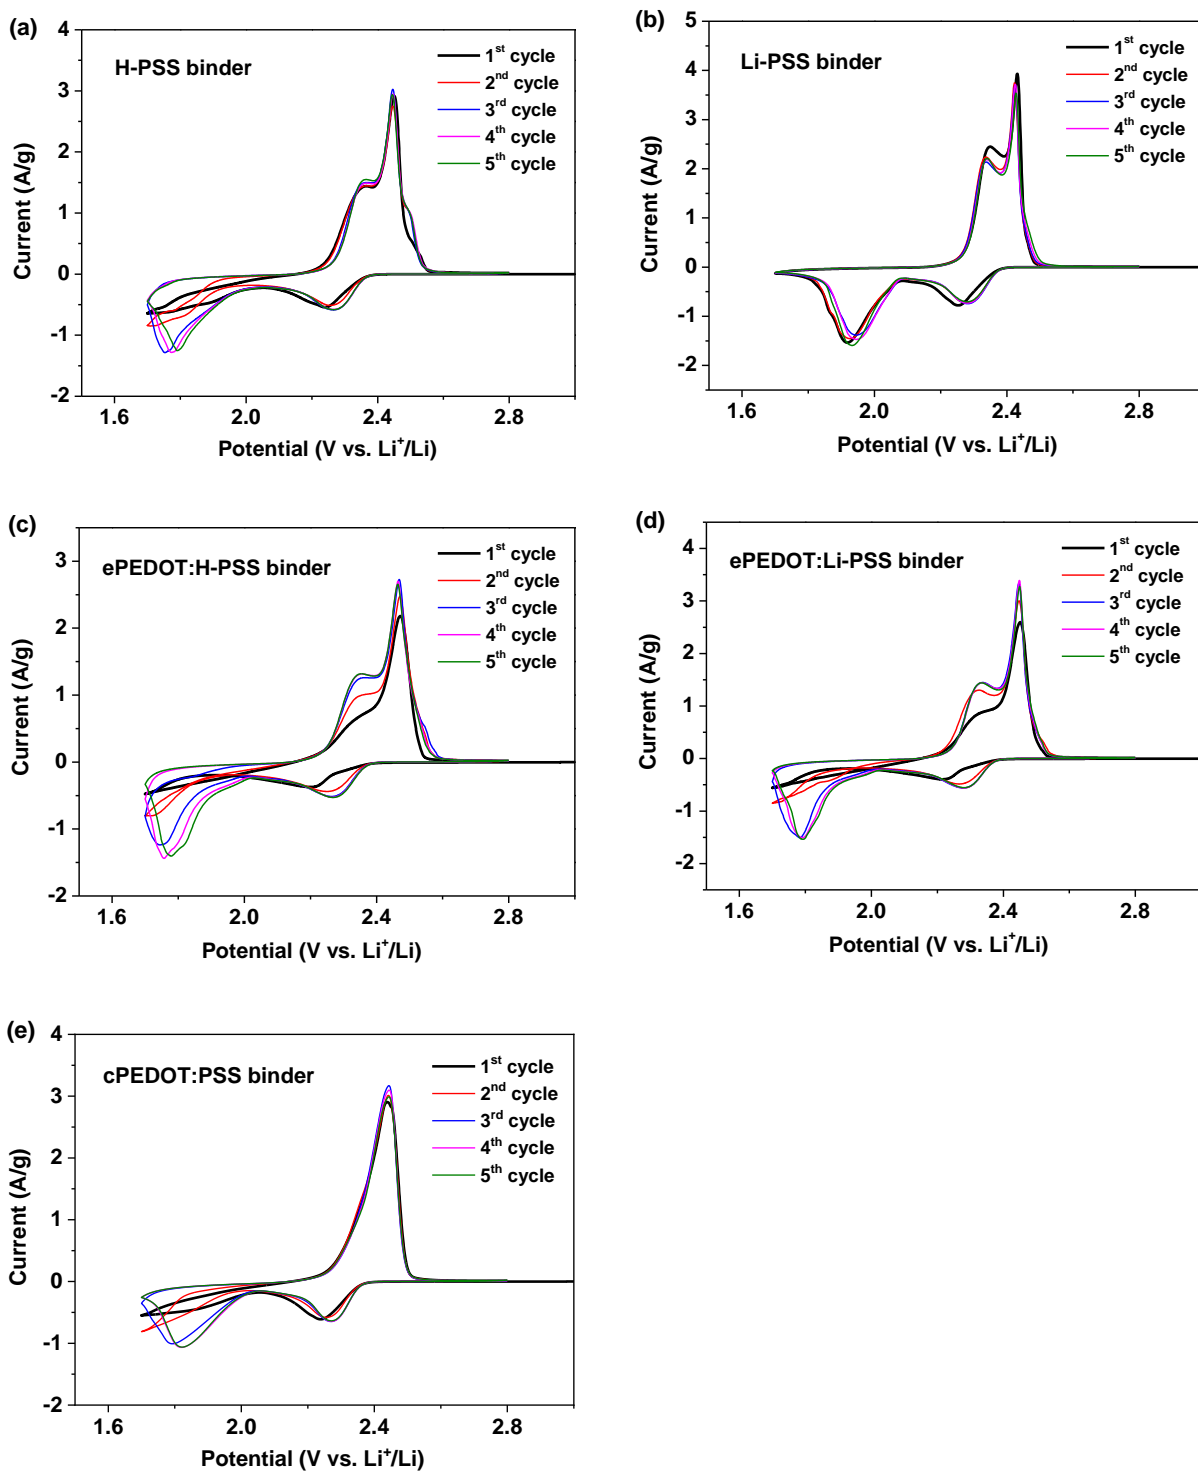 (a)
H-PSS binder
1st cycle
2nd cycle
3rd cycle
4th cycle
5th cycle
4
3
2
1
0
-1
-2
Current (A/g)
1.6 2.0 2.4 2.8
Potential (V vs. Li+/Li)
(b)
Li-PSS binder
1st cycle
2nd cycle
3rd cycle
4th cycle
5th cycle
5
4
3
2
1
0
-1
-2
Current (A/g)
1.6 2.0 2.4 2.8
Potential (V vs. Li+/Li)
(c)
ePEDOT:H-PSS binder
1st cycle
2nd cycle
3rd cycle
4th cycle
5th cycle
3
2
1
0
-1
-2
Current (A/g)
1.6 2.0 2.4 2.8
Potential (V vs. Li+/Li)
(d)
ePEDOT:Li-PSS binder
1st cycle
2nd cycle
3rd cycle
4th cycle
5th cycle
4
3
2
1
0
-1
-2
Current (A/g)
1.6 2.0 2.4 2.8
Potential (V vs. Li+/Li)
(e)
cPEDOT:PSS binder
1st cycle
2nd cycle
3rd cycle
4th cycle
5th cycle
4
3
2
1
0
-1
-2
Current (A/g)
1.6 2.0 2.4 2.8
Potential (V vs. Li+/Li)